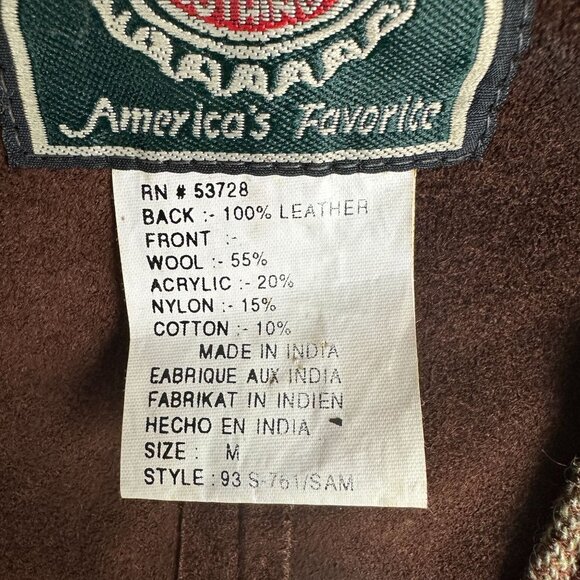 America's Favorite
RN # 53728
BACK :- 100% LEATHER
FRONT :-
WOOL :- 55%
ACRYLIC :- 20%
NYLON :- 15%
COTTON :- 10%
MADE IN INDIA
EABRIQUE AUX INDIA
FABRIKAT IN INDIEN
HECHO EN INDIA
SIZE : M
STYLE : 93 S-761/SAM